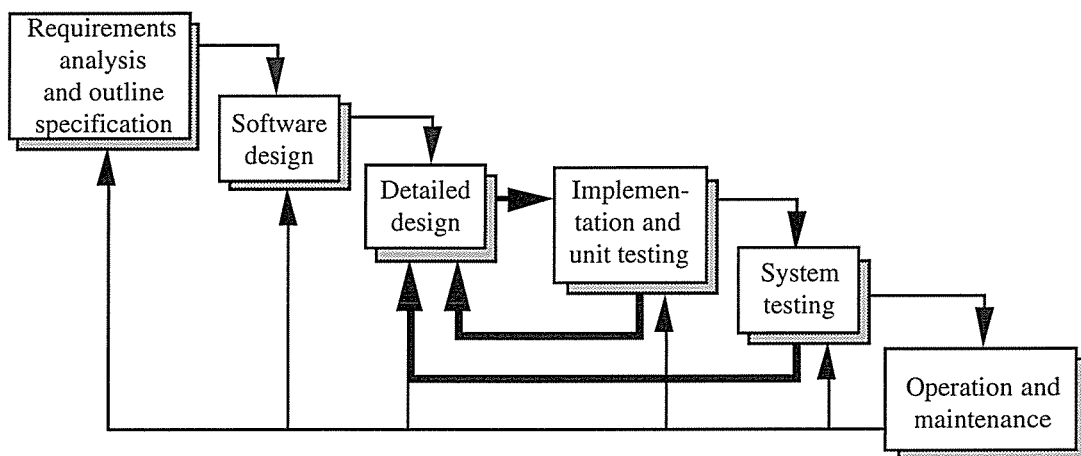 Requirements
analysis
and outline
specification
Software
design
Detailed
design
Implemen-
tation and
unit testing
System
testing
Operation and
maintenance